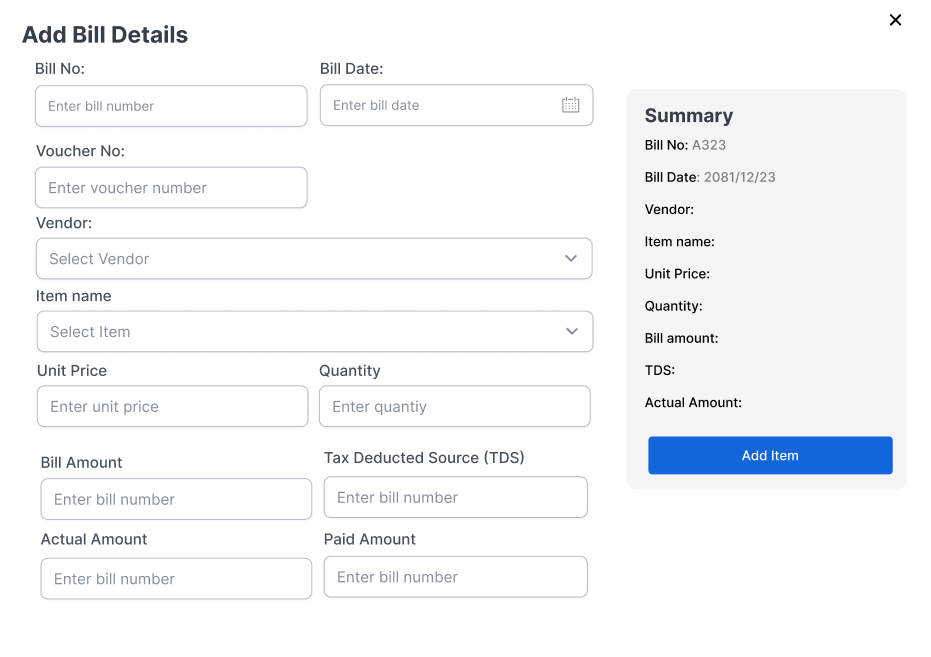 Add Bill Details
Bill No:
Bill Date:
Enter bill number
Enter bill date
Voucher No:
Enter voucher number
Vendor:
Select Vendor
Item name
Select Item
Unit Price
Quantity
Enter unit price
Enter quantiy
Bill Amount
Tax Deducted Source (TDS)
Enter bill number
Enter bill number
Actual Amount
Paid Amount
Enter bill number
Enter bill number
Summary
Bill No: A323
Bill Date: 2081/12/23
Vendor:
Item name:
Unit Price:
Quantity:
Bill amount:
TDS:
Actual Amount:
Add Item